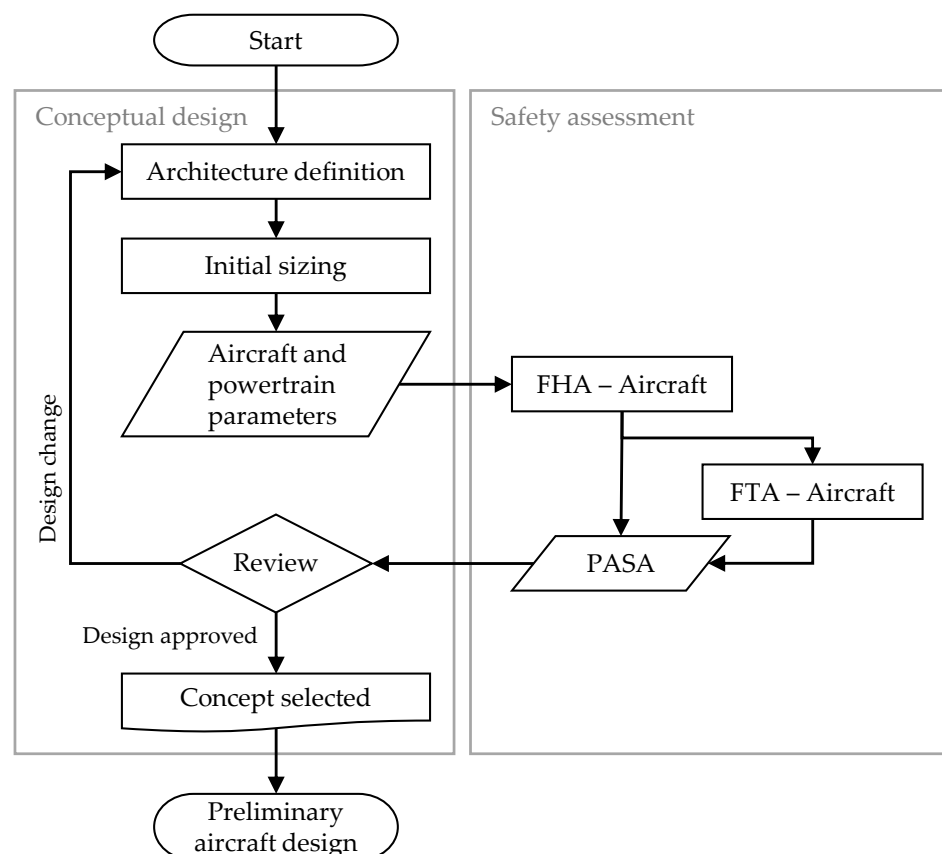 Start
Conceptual design
Safety assessment
Architecture definition
Initial sizing
Aircraft and
powertrain
parameters
FHA – Aircraft
FTA – Aircraft
Design change
Review
PASA
Design approved
Concept selected
Preliminary
aircraft design